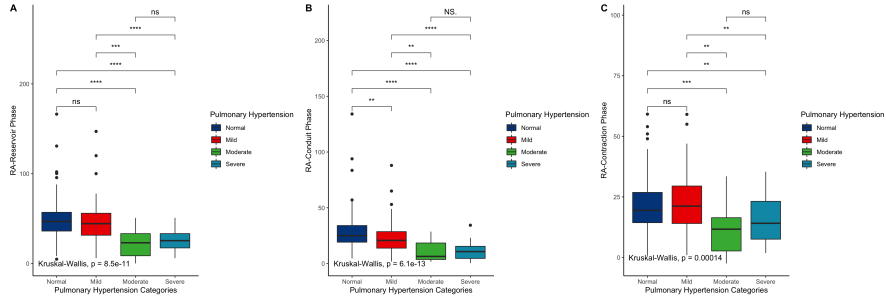 A
ns
****
***
****
****
ns
200
100
0
RA-Reservoir Phase
Kruskal-Wallis, p = 8.5e-11
Normal Mild Moderate Severe
Pulmonary Hypertension Categories
Pulmonary Hypertension
Normal
Mild
Moderate
Severe
B
NS.
****
**
****
****
**
200
150
100
50
0
RA-Conduit Phase
Kruskal-Wallis, p = 6.1e-13
Normal Mild Moderate Severe
Pulmonary Hypertension Categories
Pulmonary Hypertension
Normal
Mild
Moderate
Severe
C
ns
**
**
**
***
ns
100
75
50
25
0
RA-Contraction Phase
Kruskal-Wallis, p = 0.00014
Normal Mild Moderate Severe
Pulmonary Hypertension Categories
Pulmonary Hypertension
Normal
Mild
Moderate
Severe